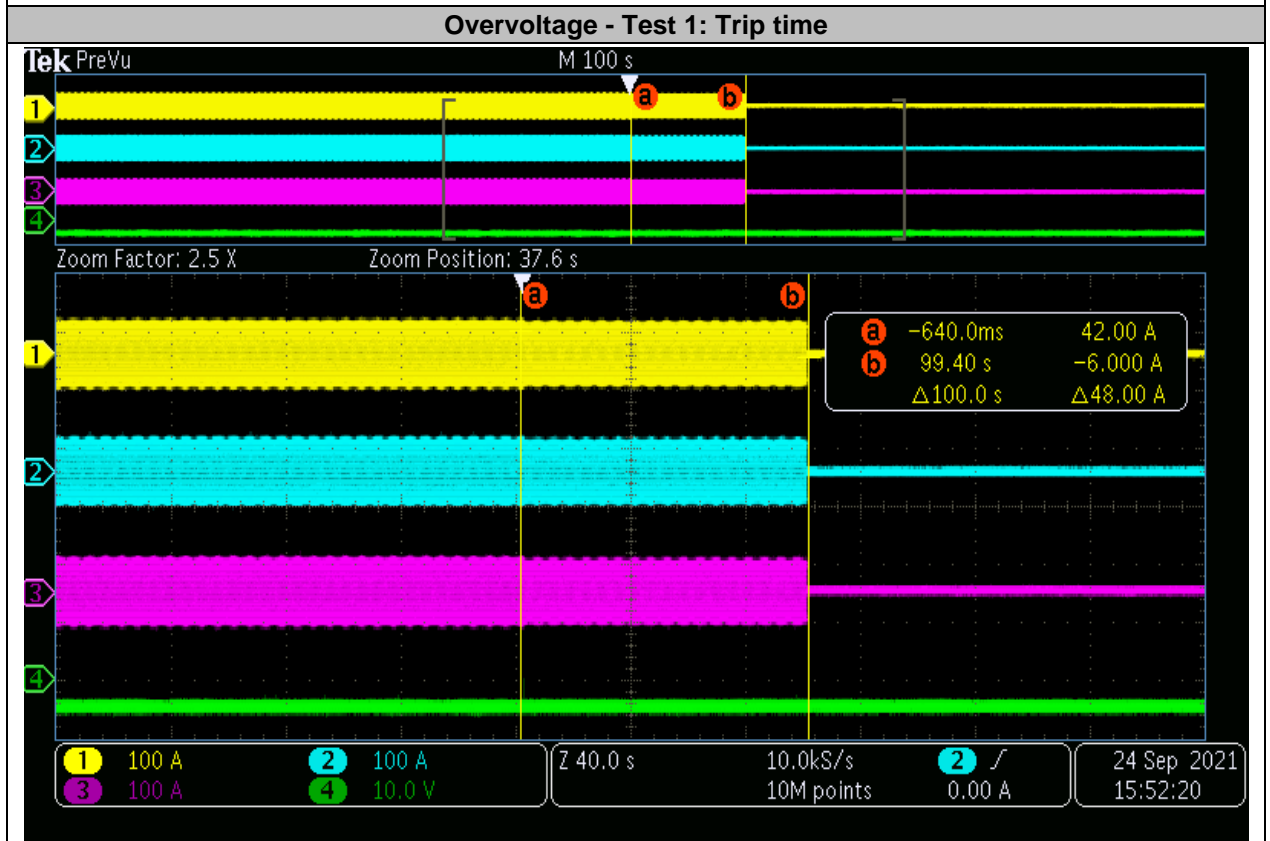 Overvoltage - Test 1: Trip time
Tek PreVu M 100 s
a b
1
2
3
4
Zoom Factor: 2.5 X Zoom Position: 37.6 s
a b
a -640.0ms 42.00 A
1
b 99.40 s -6.000 A
△100.0 s △48.00 A
2
3
4
1 100 A 2 100 A Z 40.0 s 10.0kS/s 2 ∫ 24 Sep 2021
3 100 A 4 10.0 V 10M points 0.00 A 15:52:20